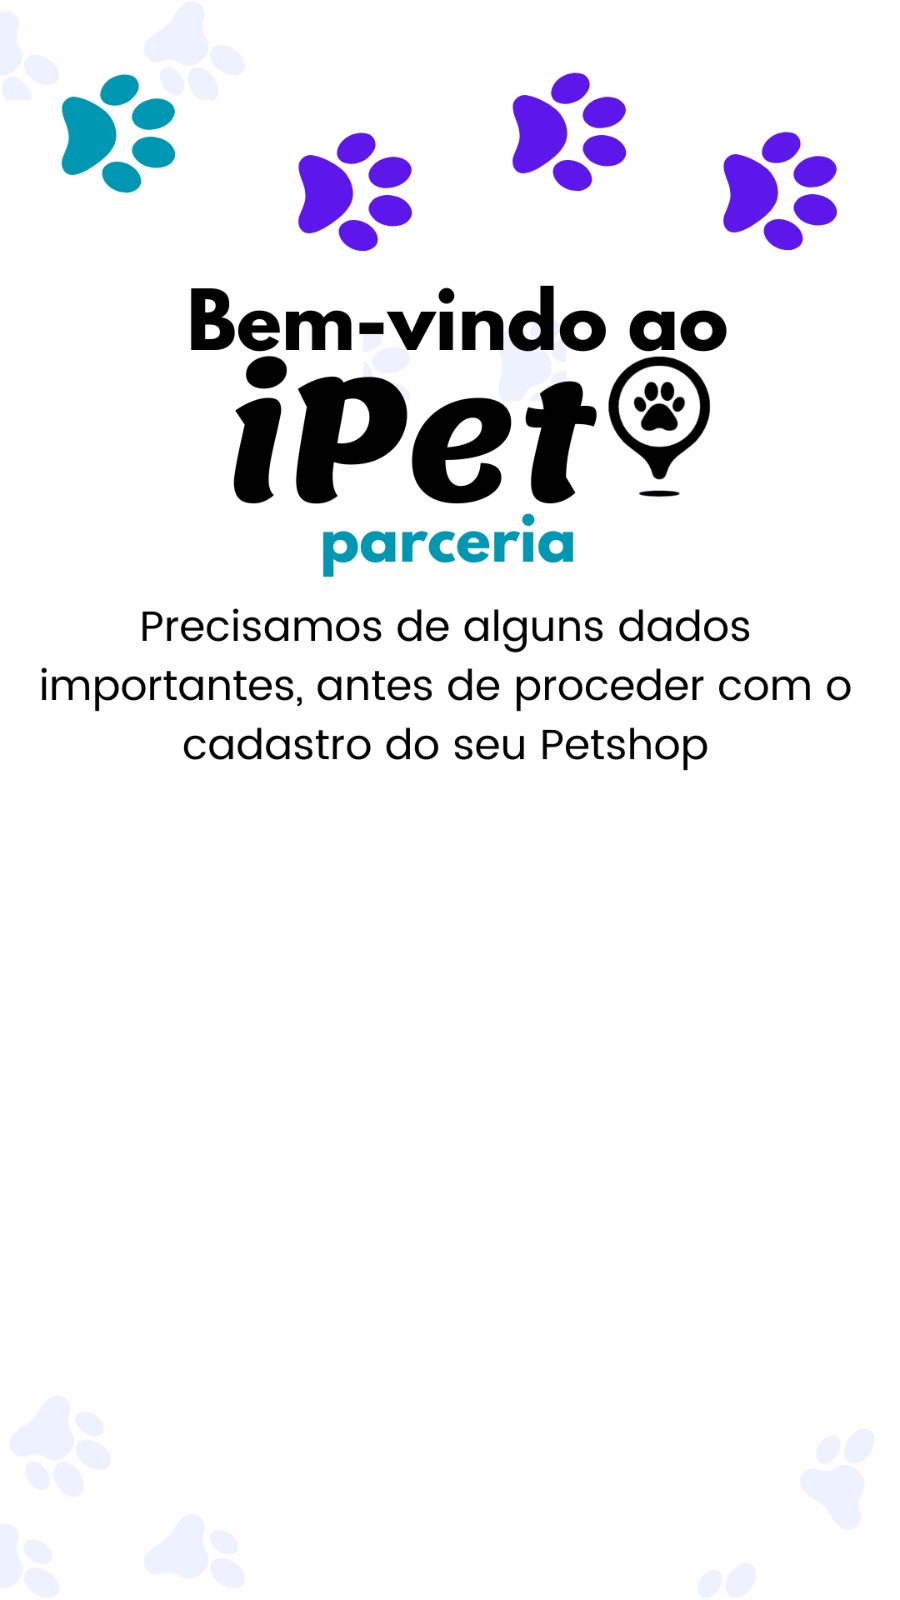 Bem-vindo ao
iPet
parceria
Precisamos de alguns dados
importantes, antes de proceder com o
cadastro do seu Petshop